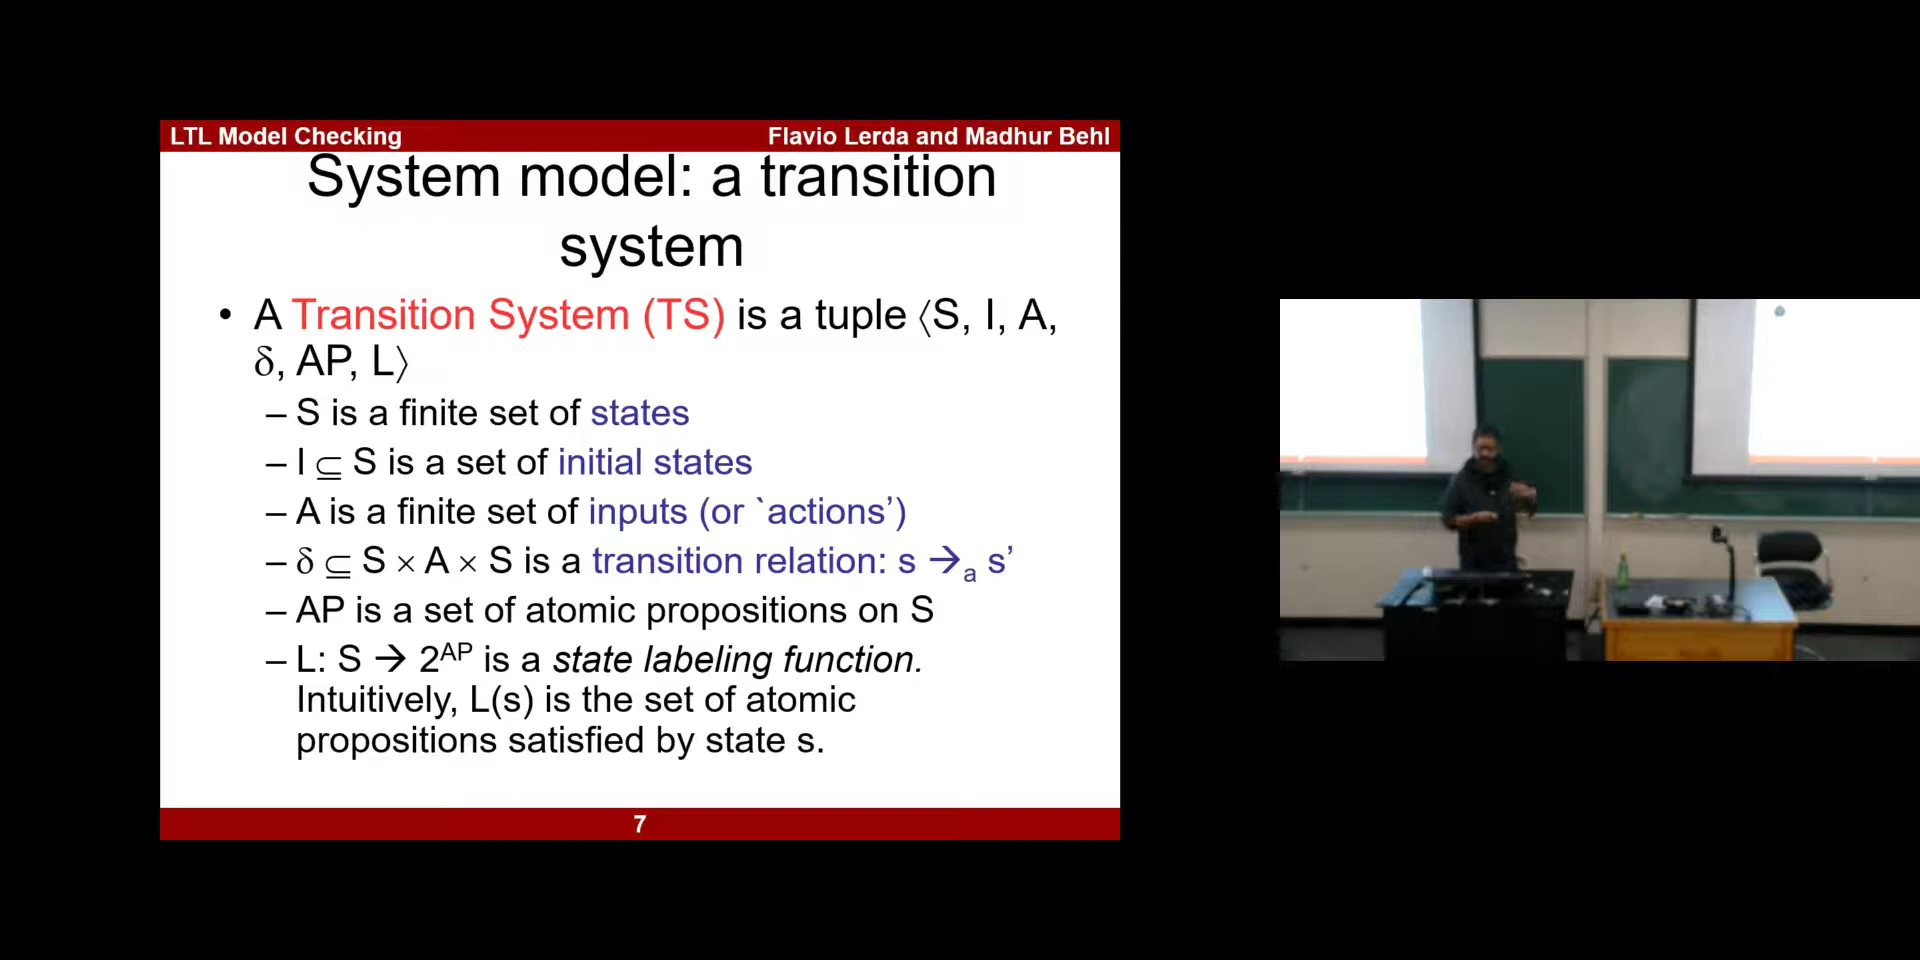 LTL Model Checking
Flavio Lerda and Madhur Behl
System model: a transition
system
• A Transition System (TS) is a tuple ⟨S, I, A,
δ, AP, L⟩
– S is a finite set of states
– I ⊆ S is a set of initial states
– A is a finite set of inputs (or `actions’)
– δ ⊆ S × A × S is a transition relation: s →ₐ s’
– AP is a set of atomic propositions on S
– L: S → 2^AP is a state labeling function.
Intuitively, L(s) is the set of atomic
propositions satisfied by state s.
7